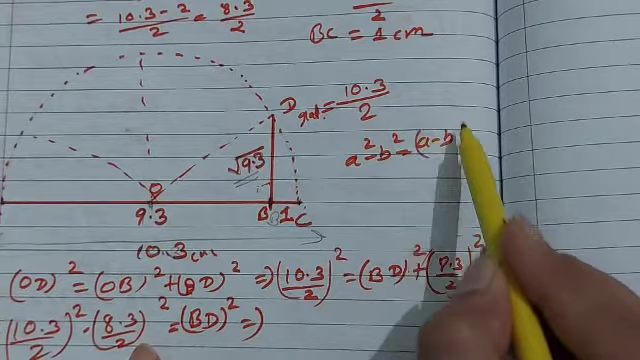 = 10.3 - 2 / 2 = 8.3 / 2
2
BC = 1 cm
D = 10.3 / 2
a² - b² = (a - b
√9.3
O
9.3 B 1 C
10.3 cm
(OD)² = (OB)² + (BD)² => (10.3 / 2)² = (BD)² + (8.3 / 2)²
(10.3 / 2)² - (8.3 / 2)² = (BD)² =>